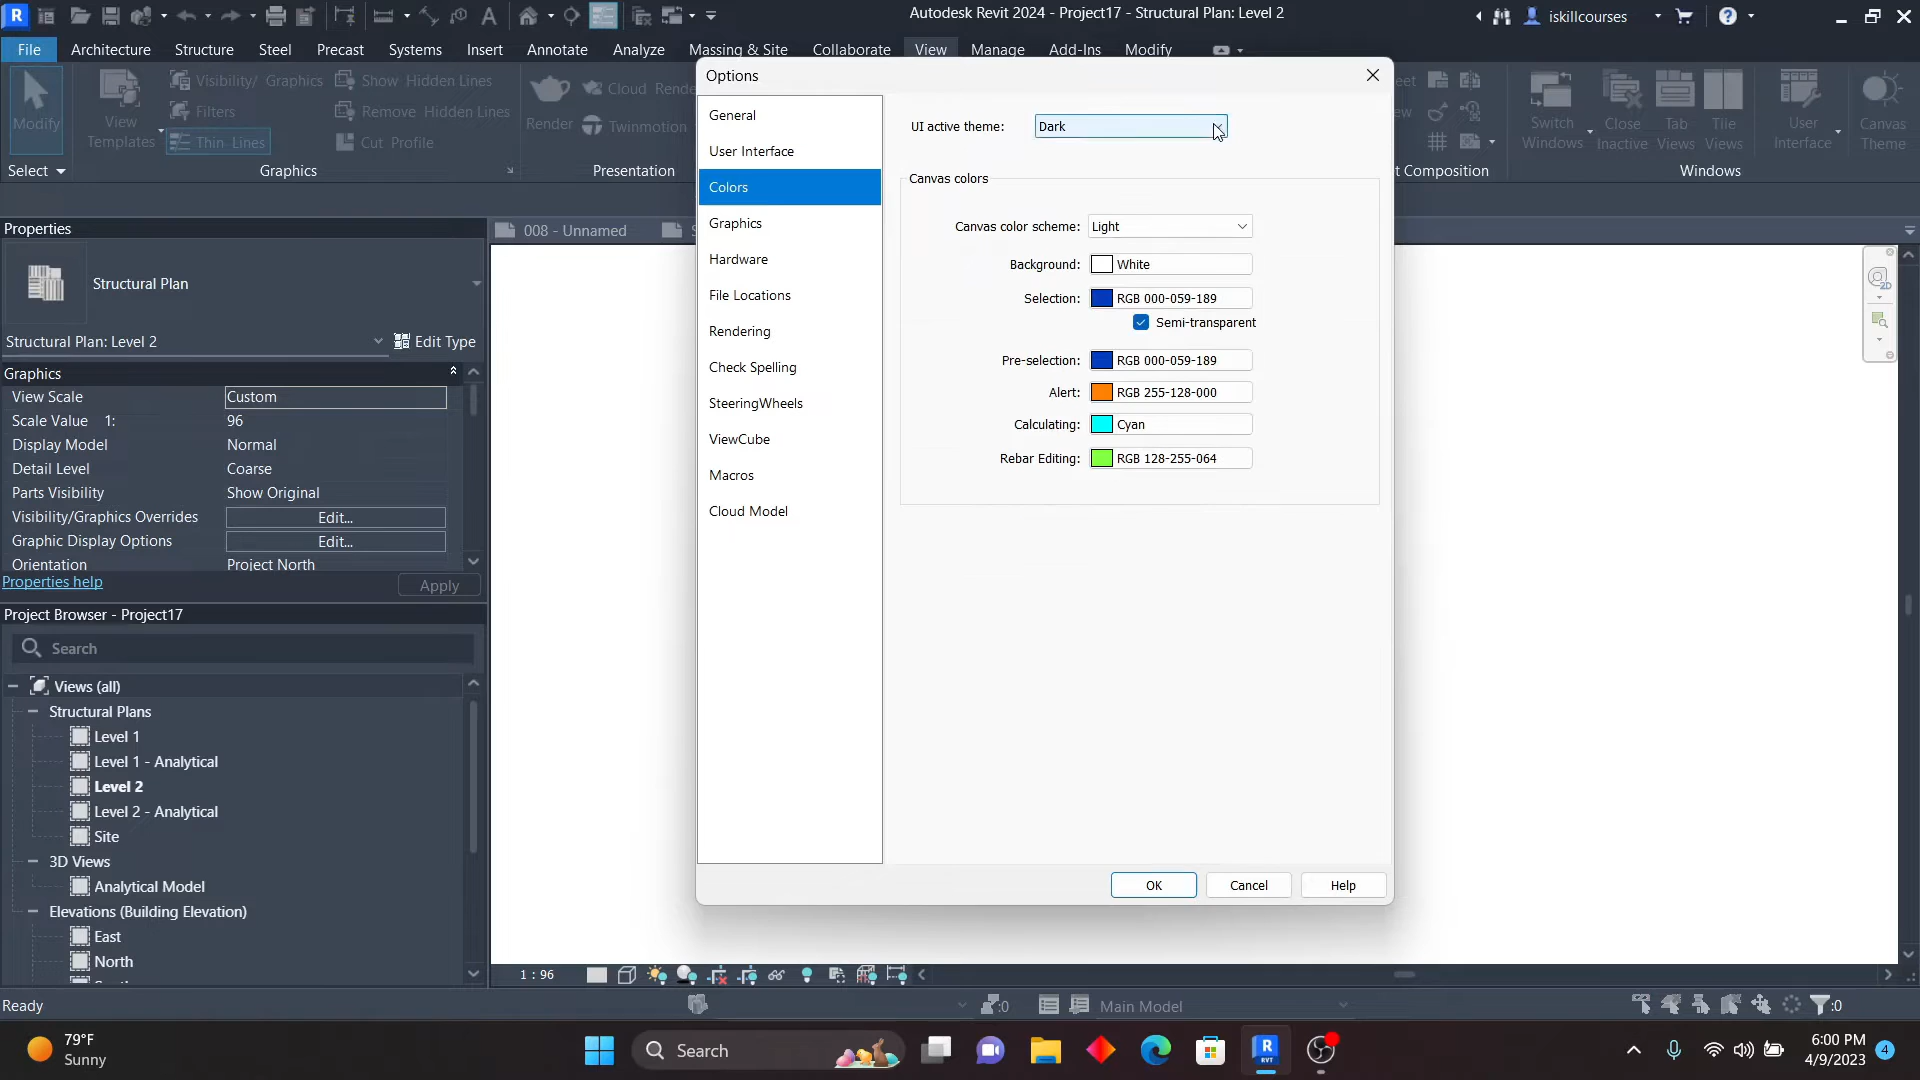 R
Autodesk Revit 2024 - Project17 - Structural Plan: Level 2
iskillcourses
File Architecture Structure Steel Precast Systems Insert Annotate Analyze Massing & Site Collaborate View Manage Add-Ins Modify
Modify
View
Templates
Visibility/ Graphics
Filters
Thin Lines
Show Hidden Lines
Remove Hidden Lines
Cut Profile
Render
Cloud Rende
Twinmotion
Switch
Windows
Close
Inactive
Tab
Views
Tile
Views
User
Interface
Canvas
Theme
Select
Graphics
Presentation
t Composition
Windows
Options
General
User Interface
Colors
Graphics
Hardware
File Locations
Rendering
Check Spelling
SteeringWheels
ViewCube
Macros
Cloud Model
UI active theme: Dark
Canvas colors
Canvas color scheme: Light
Background: White
Selection: RGB 000-059-189
Semi-transparent
Pre-selection: RGB 000-059-189
Alert: RGB 255-128-000
Calculating: Cyan
Rebar Editing: RGB 128-255-064
OK Cancel Help
Properties
008 - Unnamed
Structural Plan
Structural Plan: Level 2
Edit Type
Graphics
View Scale Custom
Scale Value 1: 96
Display Model Normal
Detail Level Coarse
Parts Visibility Show Original
Visibility/Graphics Overrides Edit...
Graphic Display Options Edit...
Orientation Project North
Properties help Apply
Project Browser - Project17
Search
Views (all)
Structural Plans
Level 1
Level 1 - Analytical
Level 2
Level 2 - Analytical
Site
3D Views
Analytical Model
Elevations (Building Elevation)
East
North
2D
1 : 96
Ready
:0
Main Model
:0
79°F
Sunny
Search
R
RVT
6:00 PM
4/9/2023
4